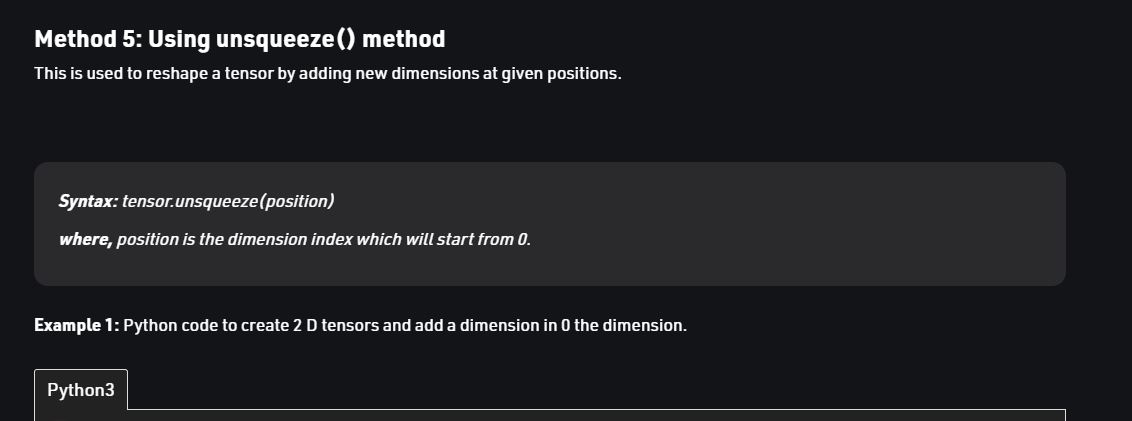 Method 5: Using unsqueeze() method
This is used to reshape a tensor by adding new dimensions at given positions.
Syntax: tensor.unsqueeze(position)
where, position is the dimension index which will start from 0.
Example 1: Python code to create 2 D tensors and add a dimension in 0 the dimension.
Python3